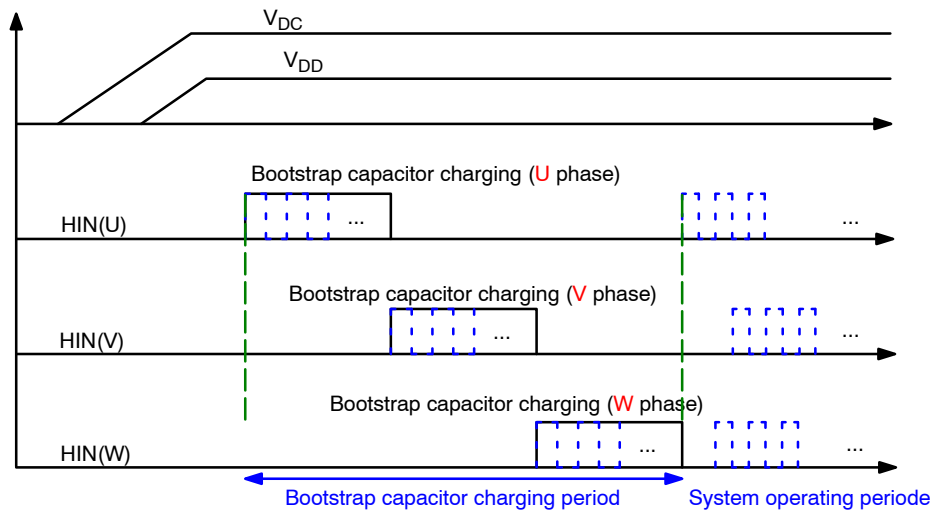 VDC
VDD
Bootstrap capacitor charging (U phase)
HIN(U)
...
...
Bootstrap capacitor charging (V phase)
HIN(V)
...
...
Bootstrap capacitor charging (W phase)
HIN(W)
...
...
Bootstrap capacitor charging period
System operating periode